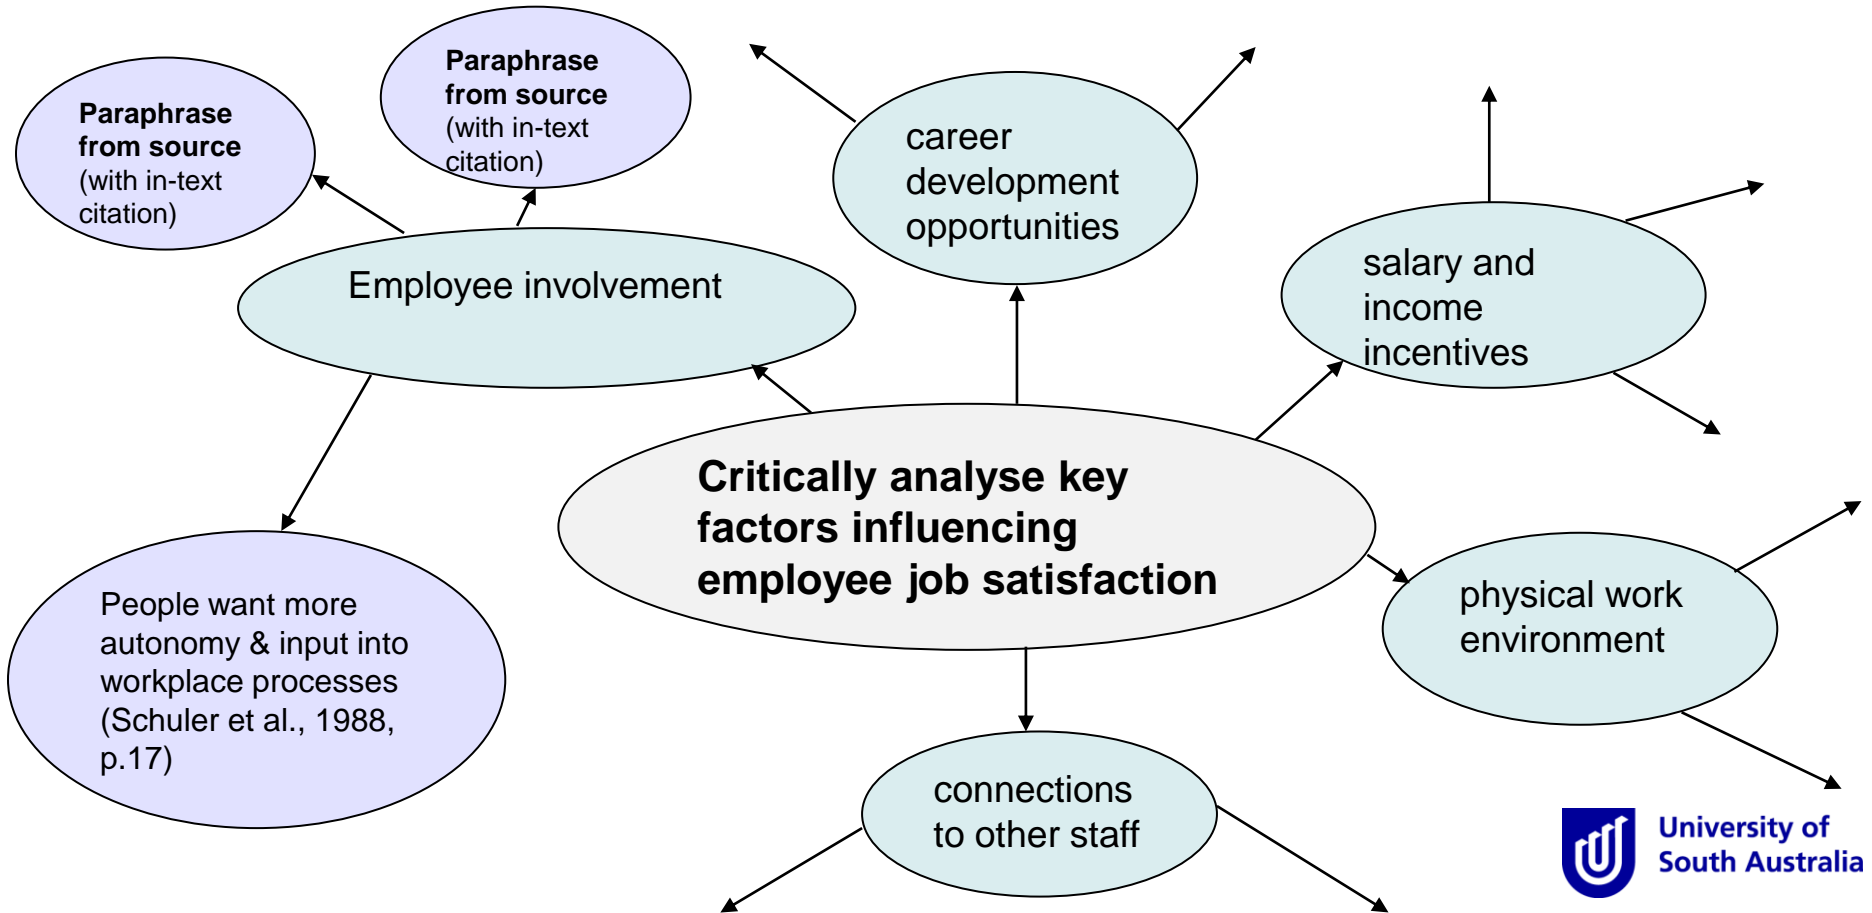 Paraphrase
from source
(with in-text
citation)
Paraphrase
from source
(with in-text
citation)
career
development
opportunities
salary and
income
incentives
Employee involvement
Critically analyse key
factors influencing
employee job satisfaction
physical work
environment
People want more
autonomy & input into
workplace processes
(Schuler et al., 1988,
p.17)
connections
to other staff
University of
South Australia